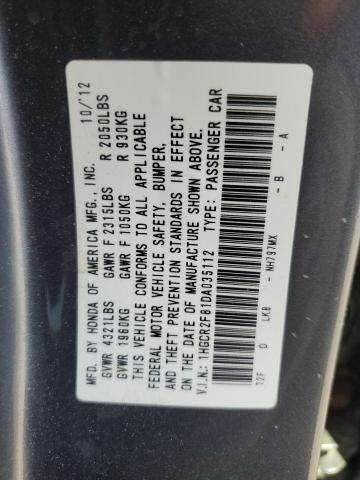 MFD. BY HONDA OF AMERICA MFG., INC. 10/12
GVWR 4321LBS GAWR F 2315LBS R 2050LBS
GVWR 1960KG GAWR F 1050KG R 930KG
THIS VEHICLE CONFORMS TO ALL APPLICABLE
FEDERAL MOTOR VEHICLE SAFETY, BUMPER,
AND THEFT PREVENTION STANDARDS IN EFFECT
ON THE DATE OF MANUFACTURE SHOWN ABOVE.
V.I.N.: 1HGCR2F81DA035112 TYPE: PASSENGER CAR
T2F D LKB - NH797MX - B - A